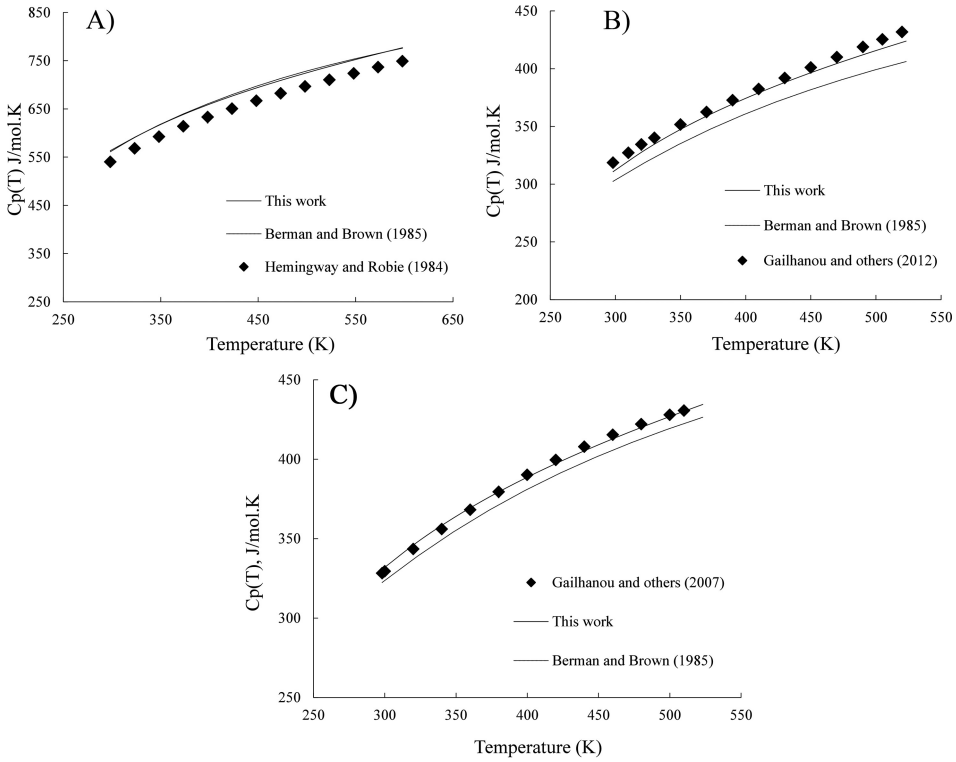 A)
850
750
650
550
450
350
250
Cp(T) J/mol.K
This work
Berman and Brown (1985)
Hemingway and Robie (1984)
250
350
450
550
650
Temperature (K)
B)
450
400
350
300
250
200
Cp(T) J/mol.K
This work
Berman and Brown (1985)
Gailhanou and others (2012)
250
300
350
400
450
500
550
Temperature (K)
C)
450
400
350
300
250
Cp(T), J/mol.K
Gailhanou and others (2007)
This work
Berman and Brown (1985)
250
300
350
400
450
500
550
Temperature (K)